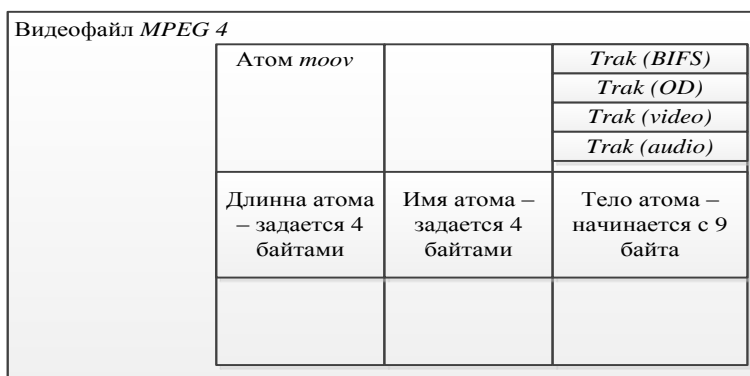 Видеофайл MPEG 4
Атом moov
Trak (BIFS)
Trak (OD)
Trak (video)
Trak (audio)
Длинна атома
– задается 4
байтами
Имя атома –
задается 4
байтами
Тело атома –
начинается с 9
байта